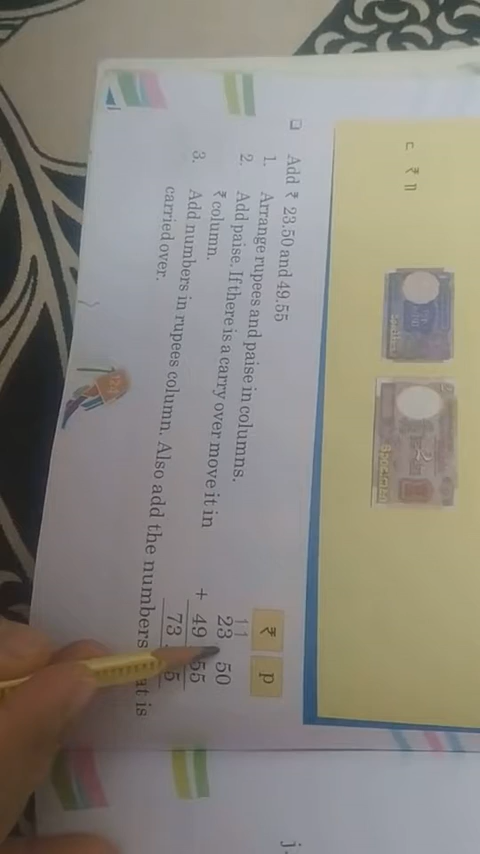 Add ₹ 23.50 and 49.55
1. Arrange rupees and paise in columns.
2. Add paise. If there is a carry over move it in
₹ column.
3. Add numbers in rupees column. Also add the numbers
carried over.
₹ p
1 1
23 50
+ 49 55
73 5
is